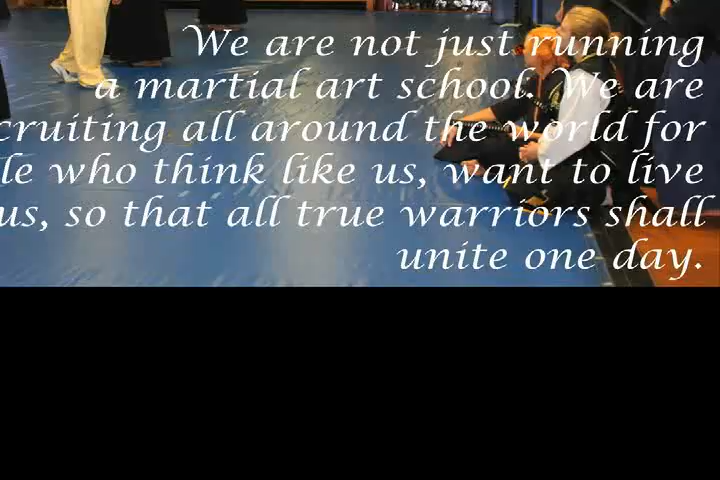 We are not just running
a martial art school. We are
cruiting all around the world for
le who think like us, want to live
us, so that all true warriors shall
unite one day.